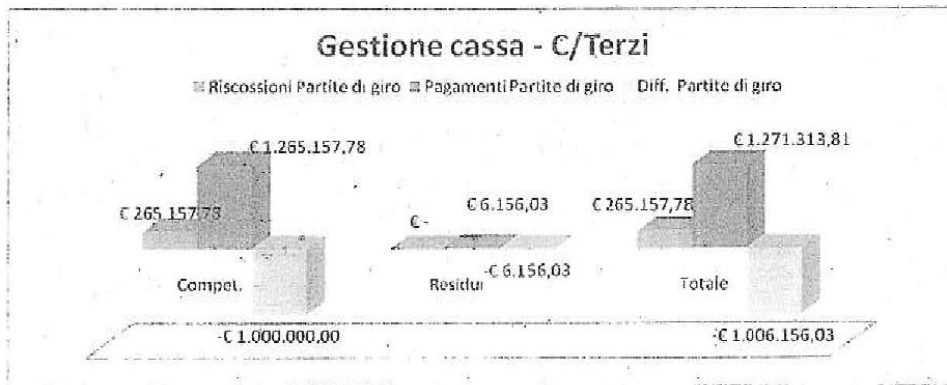 Gestione cassa - C/Terzi
Riscossioni Partite di giro Pagamenti Partite di giro Diff. Partite di giro
€ 1.265.157,78
€ 1.271.313,81
€ 265.157,78
€ -
€ 6.156,03
€ 265.157,78
-€ 6.156,03
Compet.
Residui
Totale
-€ 1.000.000,00
-€ 1.006.156,03